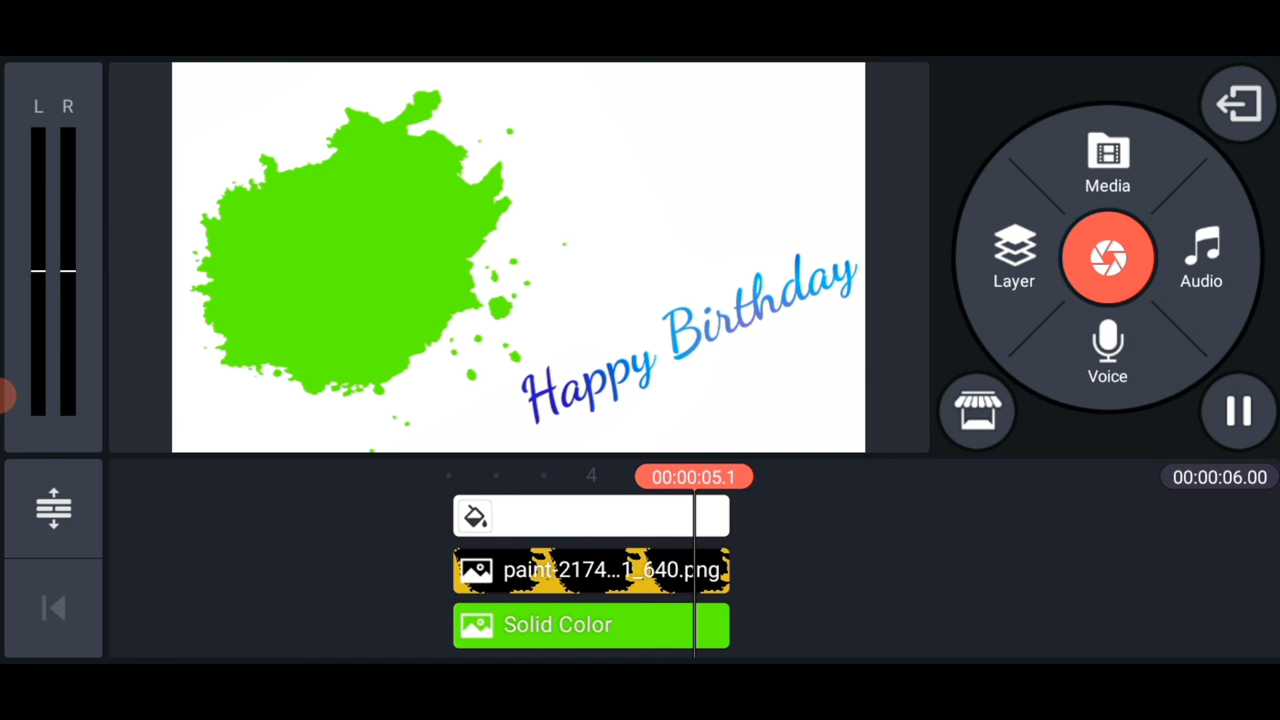 L R
Media
Layer
Audio
Voice
Happy Birthday
4
00:00:05.1
00:00:06.00
paint-2174...1_640.png
Solid Color